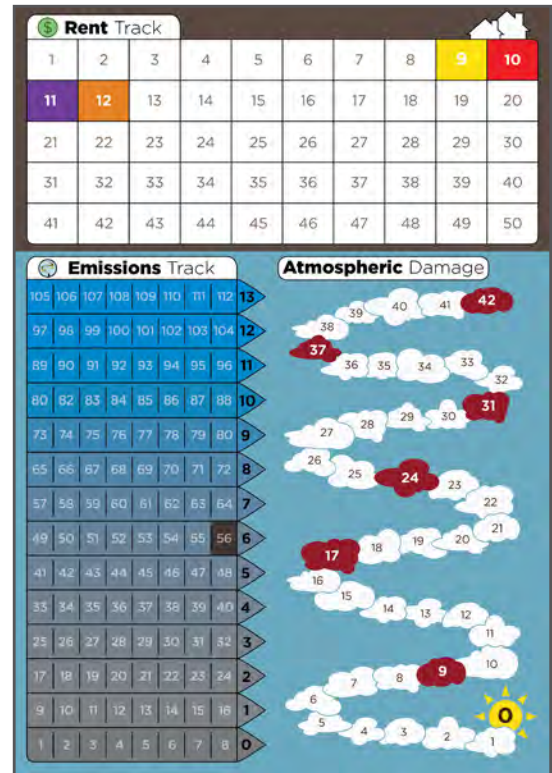 $ Rent Track
1 2 3 4 5 6 7 8 9 10
11 12 13 14 15 16 17 18 19 20
21 22 23 24 25 26 27 28 29 30
31 32 33 34 35 36 37 38 39 40
41 42 43 44 45 46 47 48 49 50
Emissions Track
105 106 107 108 109 110 111 112 13
97 98 99 100 101 102 103 104 12
89 90 91 92 93 94 95 96 11
80 82 83 84 85 86 87 88 10
73 74 75 76 77 78 79 80 9
65 66 67 68 69 70 71 72 8
57 58 59 60 61 62 63 64 7
49 50 51 52 53 54 55 56 6
41 42 43 44 45 46 47 48 5
33 34 35 36 37 38 39 40 4
25 26 27 28 29 30 31 32 3
17 18 19 20 21 22 23 24 2
9 10 11 12 13 14 15 16 1
1 2 3 4 5 6 7 8 0
Atmospheric Damage
38 39 40 41 42
37 36 35 34 33 32
27 28 29 30 31
26 25 24 23 22
17 18 19 20 21
16 15 14 13 12 11
6 7 8 9 10
5 4 3 2 1
0